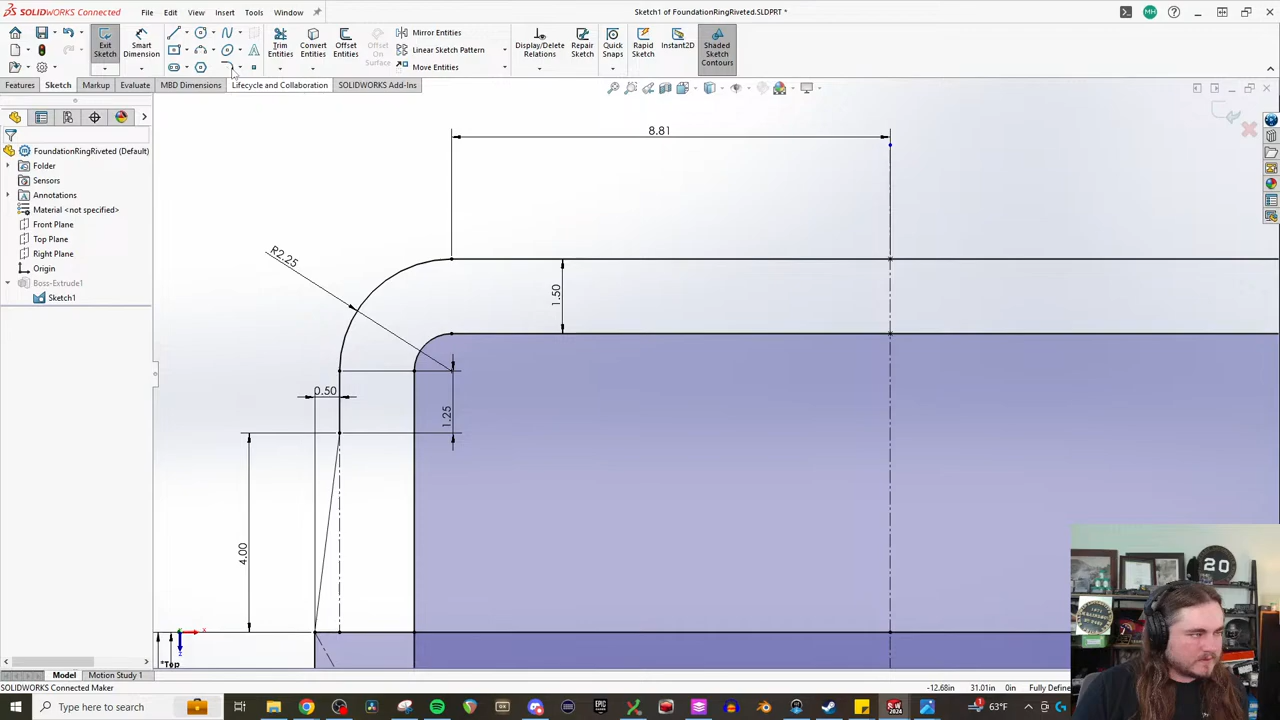 SOLIDWORKS File Edit View Insert Tools Window
Sketch1 of FoundationRingRiveted.SLDPRT *
MH
Exit Sketch
Smart Dimension
Trim Entities
Convert Entities
Offset Entities
Offset On Surface
Mirror Entities
Linear Sketch Pattern
Move Entities
Display/Delete Relations
Repair Sketch
Quick Snaps
Rapid Sketch
Instant2D
Shaded Sketch Contours
Features Sketch Markup Evaluate MBD Dimensions Lifecycle and Collaboration SOLIDWORKS Add-Ins
FoundationRingRiveted (Default)
Folder
Sensors
Annotations
Material <not specified>
Front Plane
Top Plane
Right Plane
Origin
Boss-Extrude1
Sketch1
8.81
R2.25
1.50
0.50
1.25
4.00
x
z
*Top
20
Model Motion Study 1
SOLIDWORKS Connected Maker
-12.68in 31.01in 0in Fully Define
Type here to search
63°F